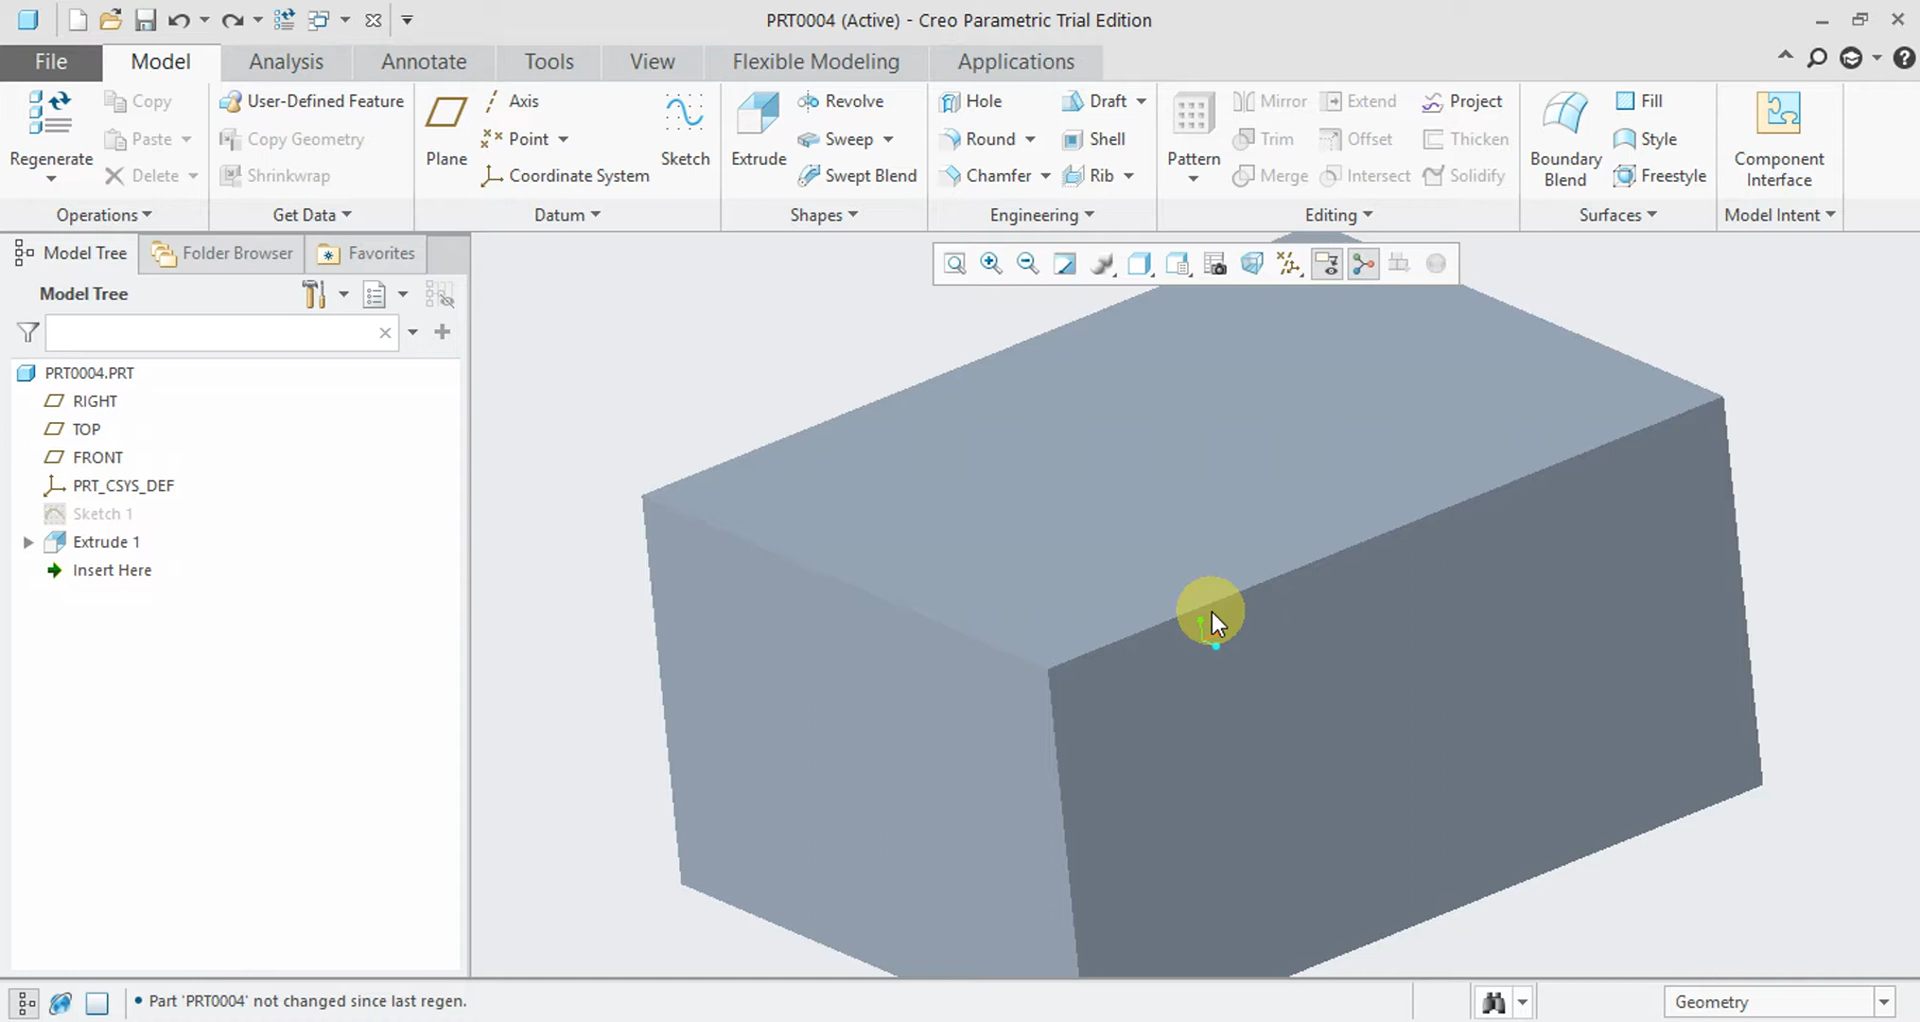 PRT0004 (Active) - Creo Parametric Trial Edition
File Model Analysis Annotate Tools View Flexible Modeling Applications
Regenerate
Copy
Paste
Delete
Operations
User-Defined Feature
Copy Geometry
Shrinkwrap
Get Data
Plane
Axis
Point
Coordinate System
Sketch
Datum
Extrude
Revolve
Sweep
Swept Blend
Shapes
Hole
Round
Chamfer
Draft
Shell
Rib
Engineering
Pattern
Mirror
Trim
Merge
Extend
Offset
Intersect
Project
Thicken
Solidify
Editing
Boundary
Blend
Fill
Style
Freestyle
Surfaces
Component
Interface
Model Intent
Model Tree Folder Browser Favorites
Model Tree
PRT0004.PRT
RIGHT
TOP
FRONT
PRT_CSYS_DEF
Sketch 1
Extrude 1
Insert Here
• Part 'PRT0004' not changed since last regen.
Geometry